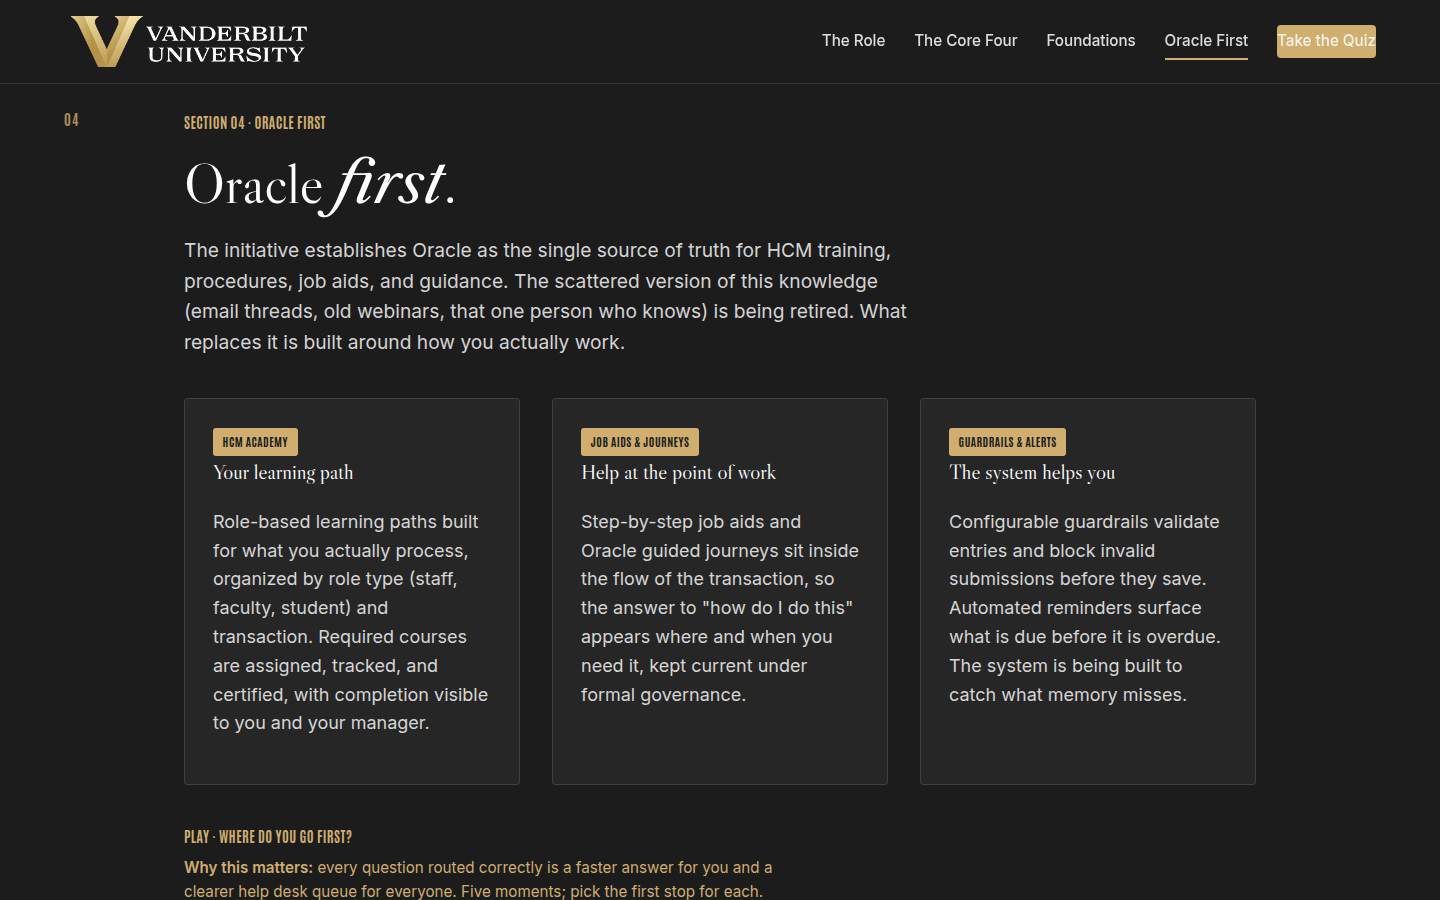 VANDERBILT
UNIVERSITY
The Role
The Core Four
Foundations
Oracle First
Take the Quiz
04
SECTION 04 · ORACLE FIRST
Oracle first.
The initiative establishes Oracle as the single source of truth for HCM training,
procedures, job aids, and guidance. The scattered version of this knowledge
(email threads, old webinars, that one person who knows) is being retired. What
replaces it is built around how you actually work.
HCM ACADEMY
Your learning path
Role-based learning paths built
for what you actually process,
organized by role type (staff,
faculty, student) and
transaction. Required courses
are assigned, tracked, and
certified, with completion visible
to you and your manager.
JOB AIDS & JOURNEYS
Help at the point of work
Step-by-step job aids and
Oracle guided journeys sit inside
the flow of the transaction, so
the answer to "how do I do this"
appears where and when you
need it, kept current under
formal governance.
GUARDRAILS & ALERTS
The system helps you
Configurable guardrails validate
entries and block invalid
submissions before they save.
Automated reminders surface
what is due before it is overdue.
The system is being built to
catch what memory misses.
PLAY · WHERE DO YOU GO FIRST?
Why this matters: every question routed correctly is a faster answer for you and a
clearer help desk queue for everyone. Five moments; pick the first stop for each.